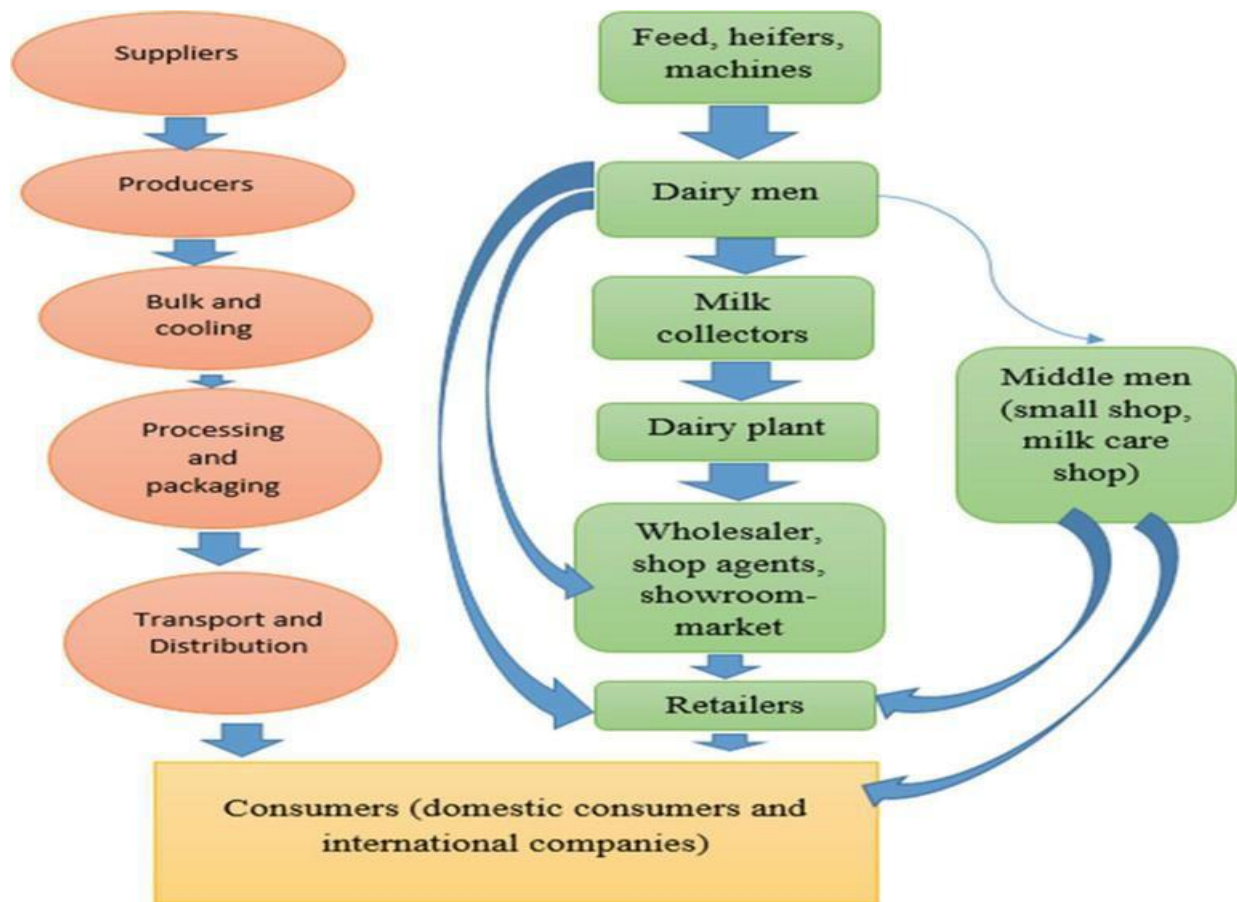 Suppliers
Producers
Bulk and
cooling
Processing
and
packaging
Transport and
Distribution
Feed, heifers,
machines
Dairy men
Milk
collectors
Dairy plant
Wholesaler,
shop agents,
showroom-
market
Retailers
Middle men
(small shop,
milk care
shop)
Consumers (domestic consumers and
international companies)